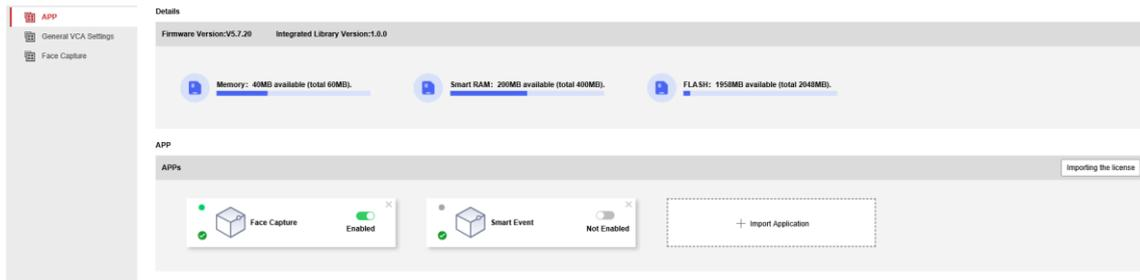 APP
General VCA Settings
Face Capture
Details
Firmware Version:V5.7.20 Integrated Library Version:1.0.0
Memory: 40MB available (total 60MB). Smart RAM: 200MB available (total 400MB). FLASH: 1958MB available (total 2048MB).
APP
APPs Importing the license
Face Capture Enabled Smart Event Not Enabled Import Application